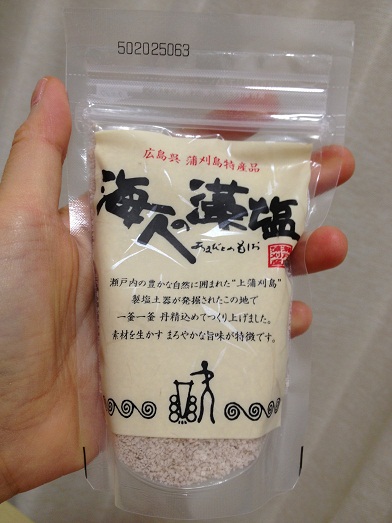 502025063
広島呉 蒲刈島特産品
海人の藻塩
あまびとのもしお
瀬戸内の豊かな自然に囲まれた"上蒲刈島"
製塩土器が発掘されたこの地で
一釜一釜 丹精込めてつくり上げました。
素材を生かす まろやかな旨味が特徴です。